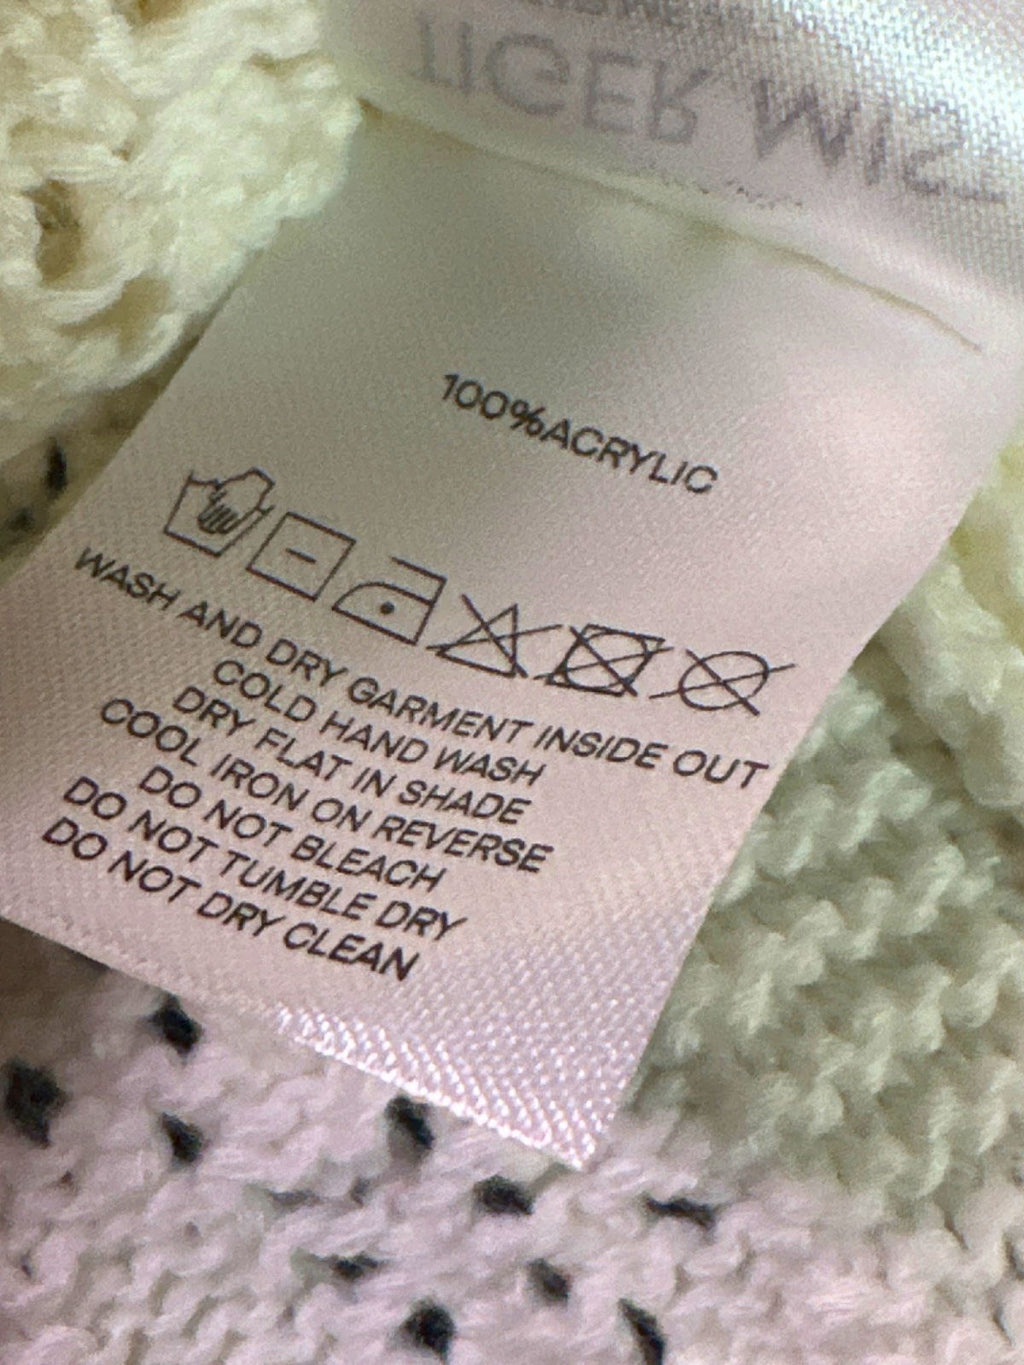 TIGER
100%ACRYLIC
WASH AND DRY GARMENT INSIDE OUT
COLD HAND WASH
DRY FLAT IN SHADE
COOL IRON ON REVERSE
DO NOT BLEACH
DO NOT TUMBLE DRY
DO NOT DRY CLEAN